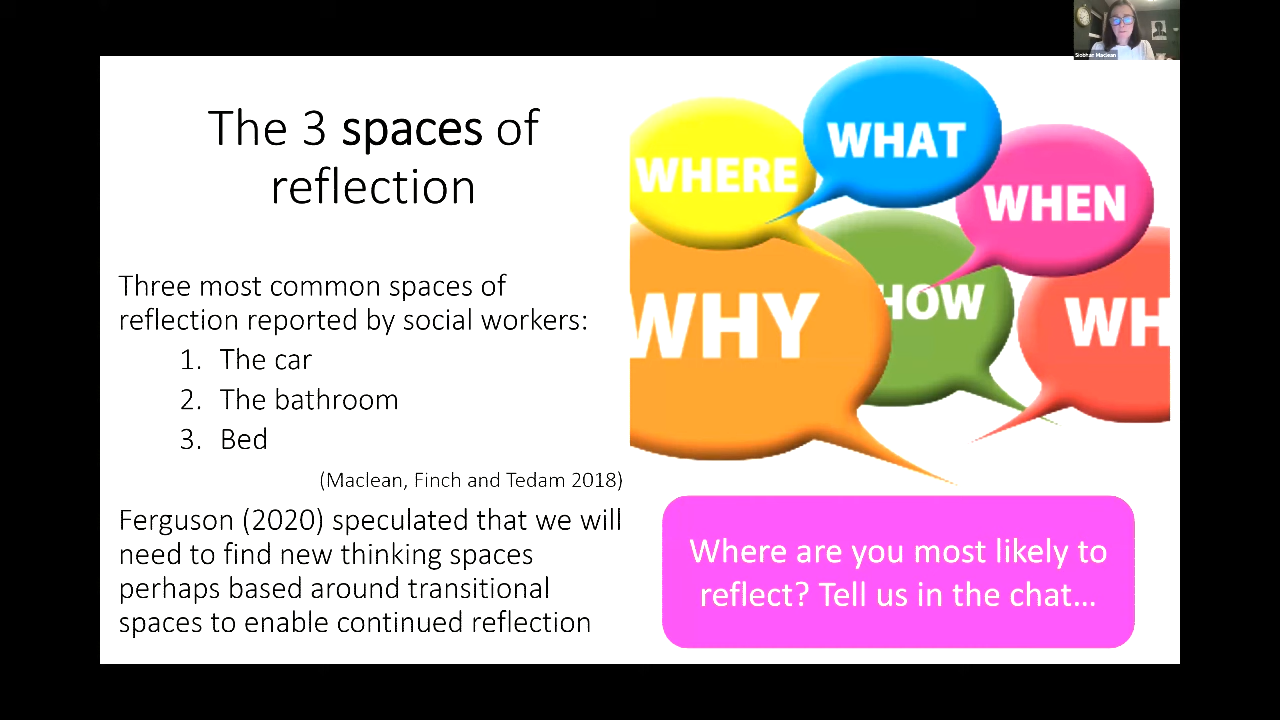 Siobhan Maclean
The 3 spaces of
reflection
Three most common spaces of
reflection reported by social workers:
1. The car
2. The bathroom
3. Bed
(Maclean, Finch and Tedam 2018)
Ferguson (2020) speculated that we will
need to find new thinking spaces
perhaps based around transitional
spaces to enable continued reflection
WHERE
WHAT
WHEN
WHY
HOW
WH
Where are you most likely to
reflect? Tell us in the chat...